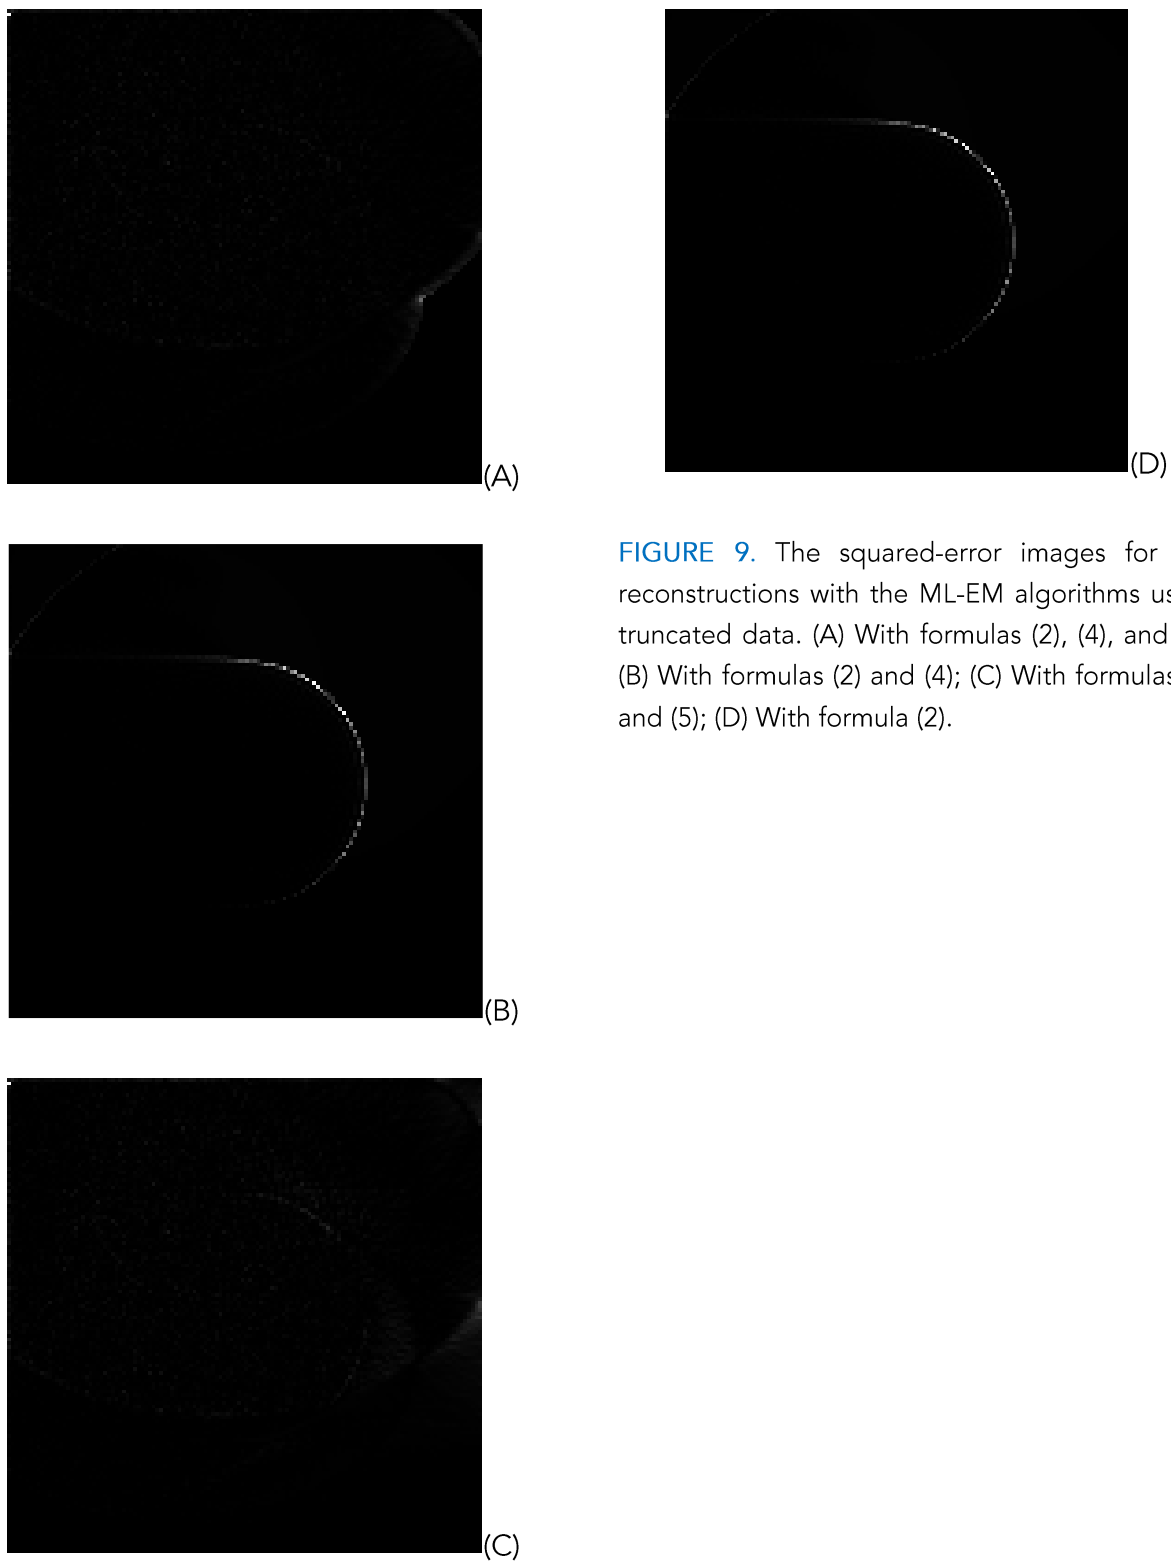 (A)
(D)
(B)
FIGURE 9. The squared-error images for
reconstructions with the ML-EM algorithms
truncated data. (A) With formulas (2), (4), and
(B) With formulas (2) and (4); (C) With formulas
and (5); (D) With formula (2).
(C)